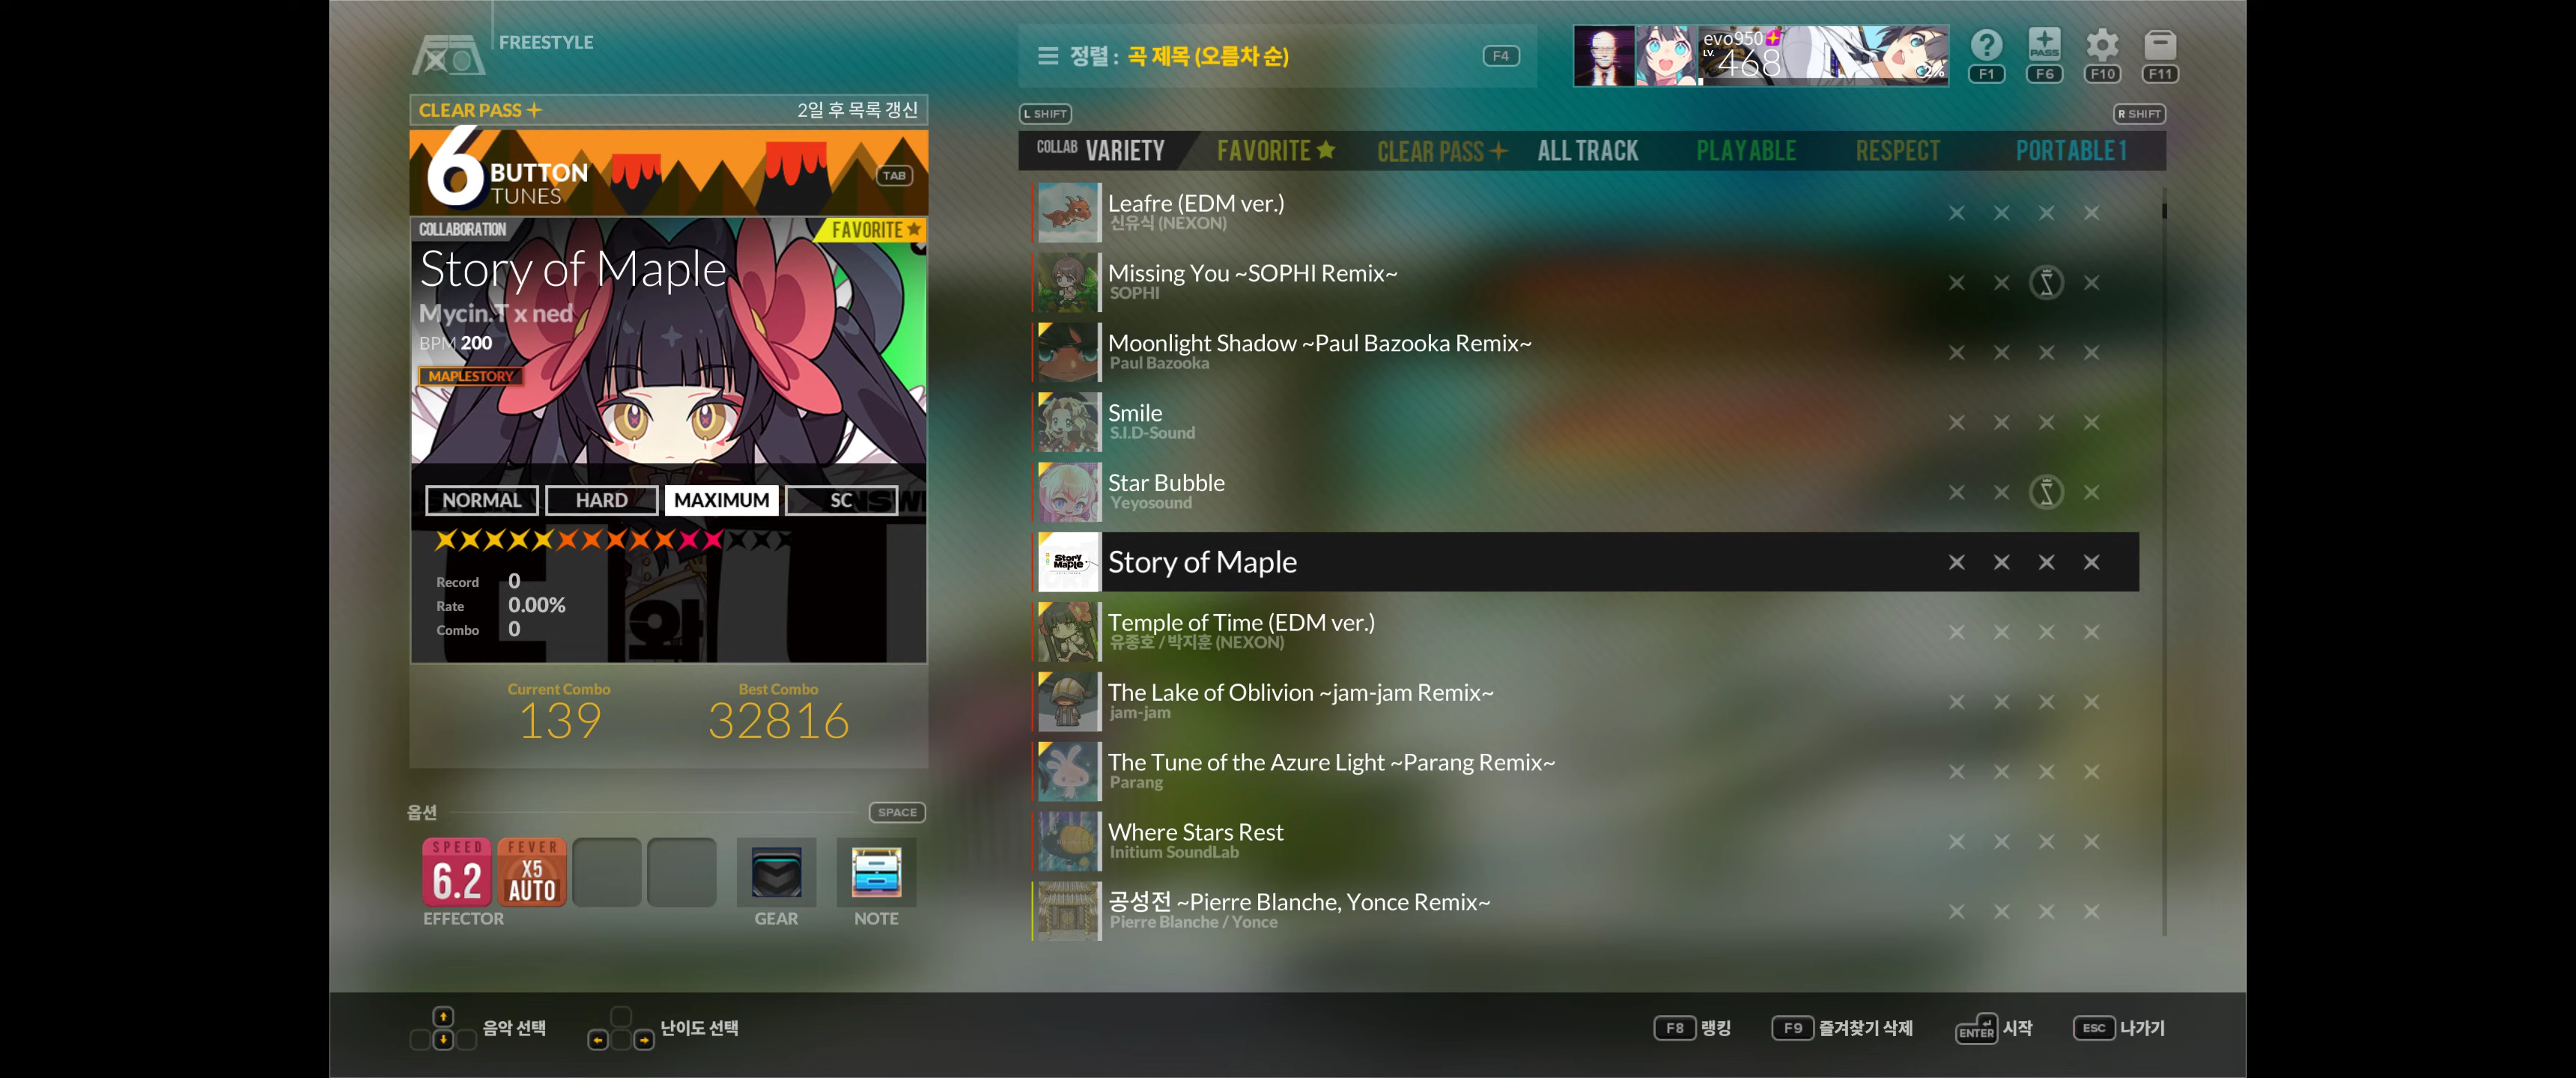 FREESTYLE
정렬 : 곡 제목 (오름차 순)
F4
evo950
LV. 468
F1
F6
F10
F11
PASS
CLEAR PASS
2일 후 목록 갱신
L SHIFT
R SHIFT
6 BUTTON TUNES
TAB
COLLAB VARIETY
FAVORITE
CLEAR PASS
ALL TRACK
PLAYABLE
RESPECT
PORTABLE 1
COLLABORATION
FAVORITE
Story of Maple
Mycin.T x ned
BPM 200
MAPLESTORY
NORMAL
HARD
MAXIMUM
SC
Record 0
Rate 0.00%
Combo 0
Current Combo
139
Best Combo
32816
옵션
SPACE
SPEED
6.2
FEVER
X5
AUTO
EFFECTOR
GEAR
NOTE
Leafre (EDM ver.)
신유식 (NEXON)
Missing You ~SOPHI Remix~
SOPHI
Moonlight Shadow ~Paul Bazooka Remix~
Paul Bazooka
Smile
S.I.D-Sound
Star Bubble
Yeyosound
Story of Maple
Temple of Time (EDM ver.)
유종호 / 박지훈 (NEXON)
The Lake of Oblivion ~jam-jam Remix~
jam-jam
The Tune of the Azure Light ~Parang Remix~
Parang
Where Stars Rest
Initium SoundLab
공성전 ~Pierre Blanche, Yonce Remix~
Pierre Blanche / Yonce
음악 선택
난이도 선택
F8 랭킹
F9 즐겨찾기 삭제
ENTER 시작
ESC 나가기